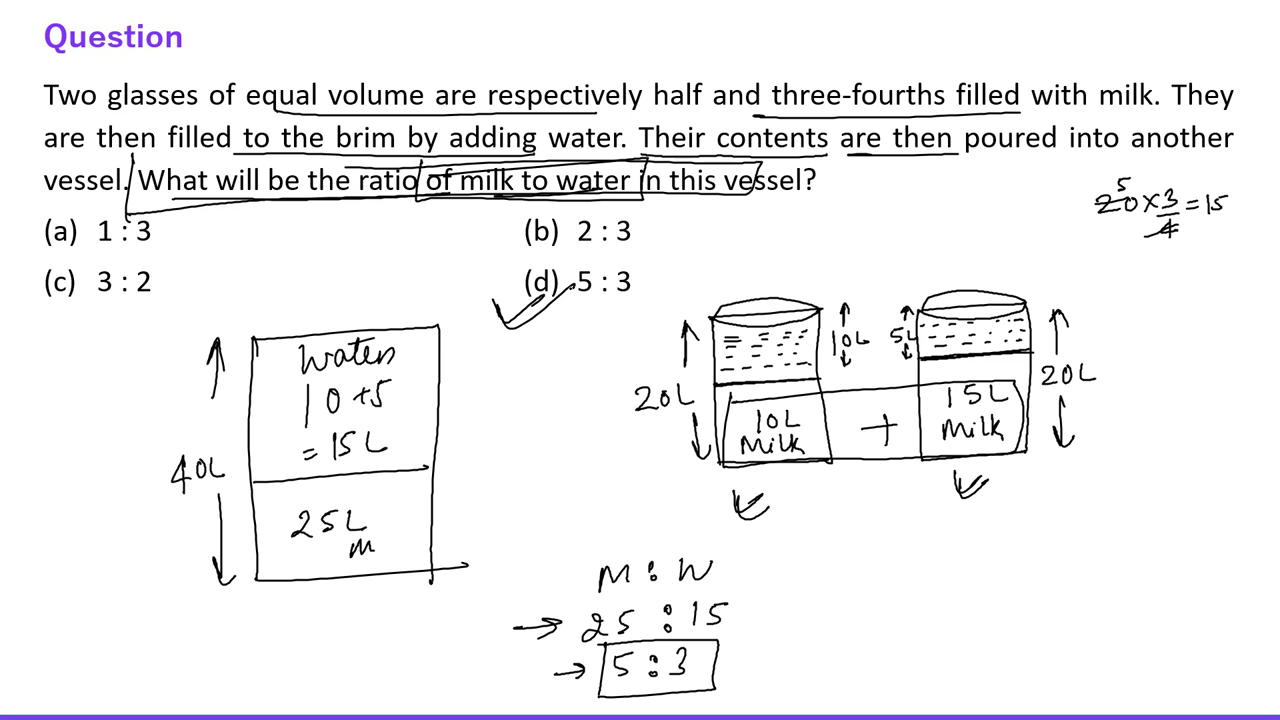 Question
Two glasses of equal volume are respectively half and three-fourths filled with milk. They
are then filled to the brim by adding water. Their contents are then poured into another
vessel. What will be the ratio of milk to water in this vessel?
(a) 1 : 3
(b) 2 : 3
(c) 3 : 2
(d) 5 : 3
5
20 × 3/4 = 15
Water
10 + 5
= 15L
40L
25L
M
20L
10L
10L
Milk
+
5L
15L
Milk
20L
M : W
→ 25 : 15
→ 5 : 3